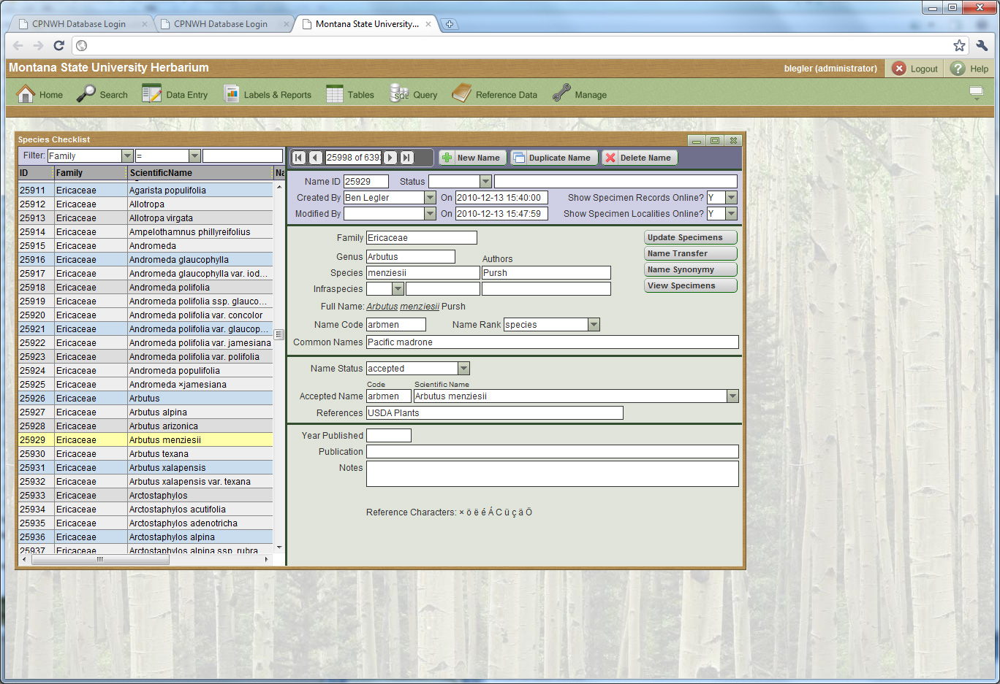 CPNWH Database Login
CPNWH Database Login
Montana State University...
Montana State University Herbarium
blegler (administrator)
Logout
Help
Home
Search
Data Entry
Labels & Reports
Tables
SQL
Query
Reference Data
Manage
Species Checklist
Filter: Family =
ID Family ScientificName Na
25911 Ericaceae Agarista populifolia
25912 Ericaceae Allotropa
25913 Ericaceae Allotropa virgata
25914 Ericaceae Ampelothamnus phillyreifolius
25915 Ericaceae Andromeda
25916 Ericaceae Andromeda glaucophylla
25917 Ericaceae Andromeda glaucophylla var. iod...
25918 Ericaceae Andromeda polifolia
25919 Ericaceae Andromeda polifolia ssp. glauco...
25920 Ericaceae Andromeda polifolia var. concolor
25921 Ericaceae Andromeda polifolia var. glaucop...
25922 Ericaceae Andromeda polifolia var. jamesiana
25923 Ericaceae Andromeda polifolia var. polifolia
25924 Ericaceae Andromeda populifolia
25925 Ericaceae Andromeda ×jamesiana
25926 Ericaceae Arbutus
25927 Ericaceae Arbutus alpina
25928 Ericaceae Arbutus arizonica
25929 Ericaceae Arbutus menziesii
25930 Ericaceae Arbutus texana
25931 Ericaceae Arbutus xalapensis
25932 Ericaceae Arbutus xalapensis var. texana
25933 Ericaceae Arctostaphylos
25934 Ericaceae Arctostaphylos acutifolia
25935 Ericaceae Arctostaphylos adenotricha
25936 Ericaceae Arctostaphylos alpina
25937 Ericaceae Arctostaphylos alpina ssp. rubra
25998 of 639
New Name
Duplicate Name
Delete Name
Name ID 25929 Status
Created By Ben Legler On 2010-12-13 15:40:00 Show Specimen Records Online? Y
Modified By On 2010-12-13 15:47:59 Show Specimen Localities Online? Y
Family Ericaceae
Genus Arbutus Authors
Species menziesii Pursh
Infraspecies
Full Name: Arbutus menziesii Pursh
Name Code arbmen Name Rank species
Common Names Pacific madrone
Update Specimens
Name Transfer
Name Synonymy
View Specimens
Name Status accepted
Code Scientific Name
Accepted Name arbmen Arbutus menziesii
References USDA Plants
Year Published
Publication
Notes
Reference Characters: × ö ë é Á C ü ç ä Ö